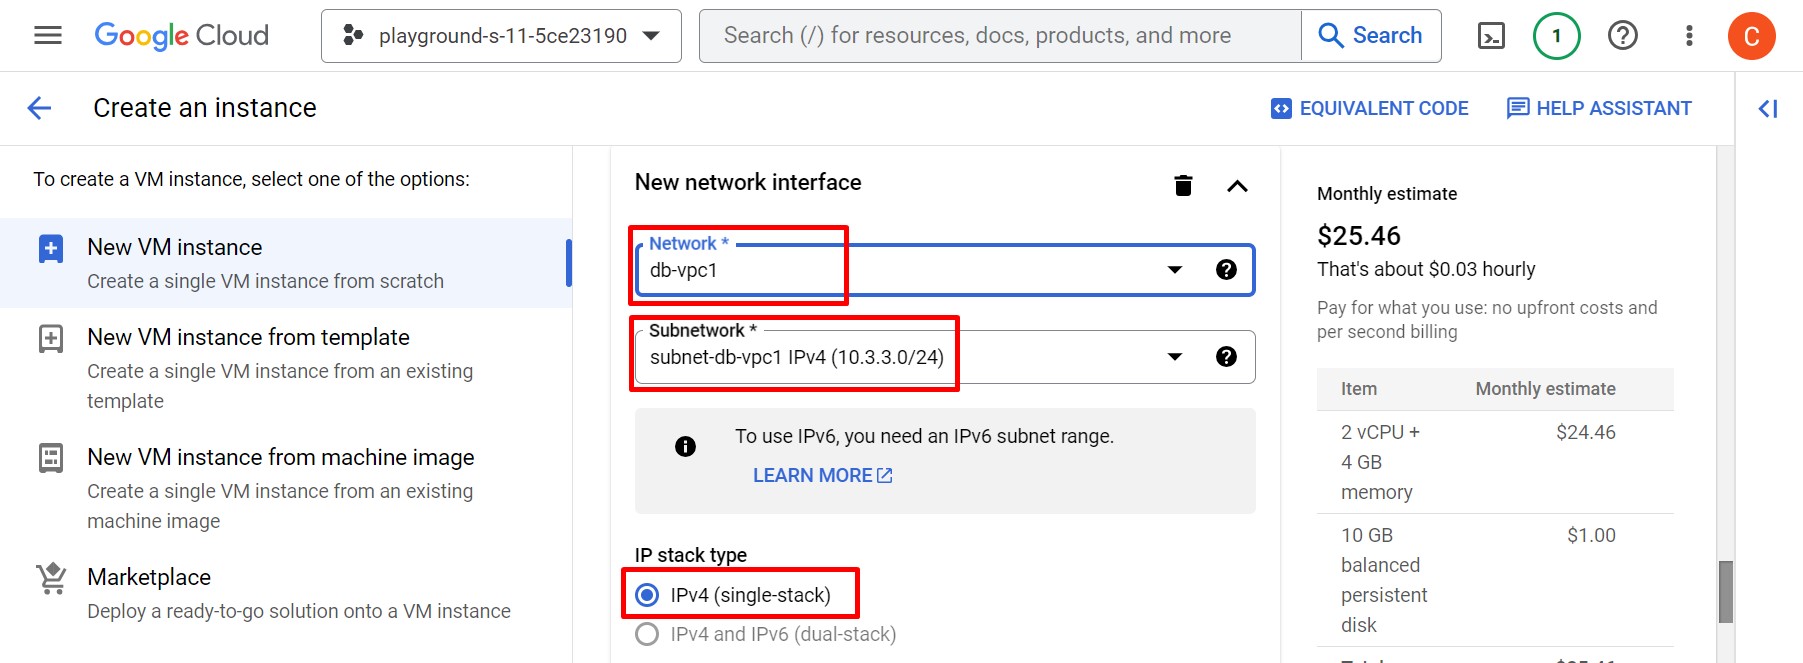 Google Cloud
playground-s-11-5ce23190
Search (/) for resources, docs, products, and more
Search
1
C
Create an instance
EQUIVALENT CODE
HELP ASSISTANT
To create a VM instance, select one of the options:
New VM instance
Create a single VM instance from scratch
New VM instance from template
Create a single VM instance from an existing
template
New VM instance from machine image
Create a single VM instance from an existing
machine image
Marketplace
Deploy a ready-to-go solution onto a VM instance
New network interface
Network *
db-vpc1
Subnetwork *
subnet-db-vpc1 IPv4 (10.3.3.0/24)
To use IPv6, you need an IPv6 subnet range.
LEARN MORE
IP stack type
IPv4 (single-stack)
IPv4 and IPv6 (dual-stack)
Monthly estimate
$25.46
That's about $0.03 hourly
Pay for what you use: no upfront costs and
per second billing
Item Monthly estimate
2 vCPU + $24.46
4 GB
memory
10 GB $1.00
balanced
persistent
disk